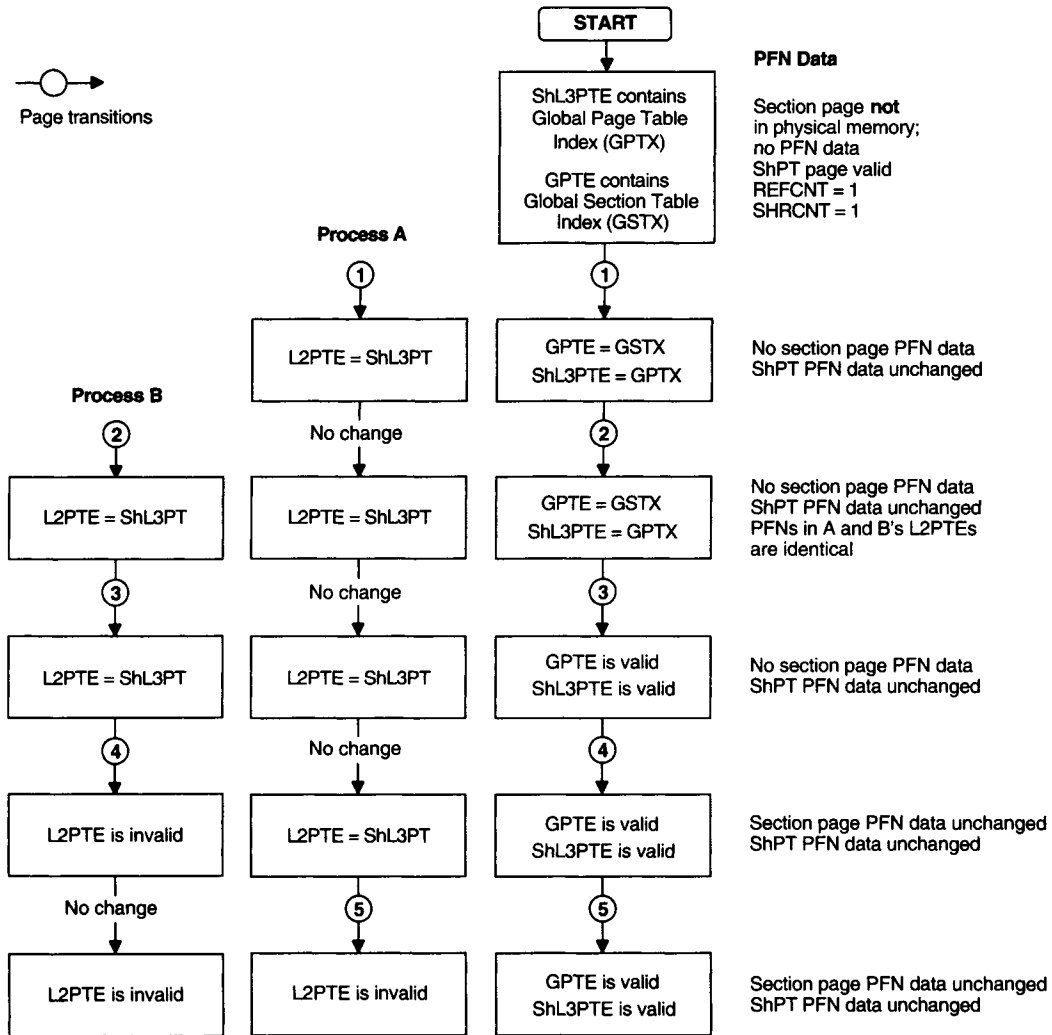 START
Page transitions
ShL3PTE contains
Global Page Table
Index (GPTX)
GPTE contains
Global Section Table
Index (GSTX)
PFN Data
Section page not
in physical memory;
no PFN data
ShPT page valid
REFCNT = 1
SHRCNT = 1
Process A
1
1
L2PTE = ShL3PT
GPTE = GSTX
ShL3PTE = GPTX
No section page PFN data
ShPT PFN data unchanged
Process B
2
No change
2
L2PTE = ShL3PT
L2PTE = ShL3PT
GPTE = GSTX
ShL3PTE = GPTX
No section page PFN data
ShPT PFN data unchanged
PFNs in A and B's L2PTEs
are identical
3
No change
3
L2PTE = ShL3PT
L2PTE = ShL3PT
GPTE is valid
ShL3PTE is valid
No section page PFN data
ShPT PFN data unchanged
4
No change
4
L2PTE is invalid
L2PTE = ShL3PT
GPTE is valid
ShL3PTE is valid
Section page PFN data unchanged
ShPT PFN data unchanged
No change
5
5
L2PTE is invalid
L2PTE is invalid
GPTE is valid
ShL3PTE is valid
Section page PFN data unchanged
ShPT PFN data unchanged